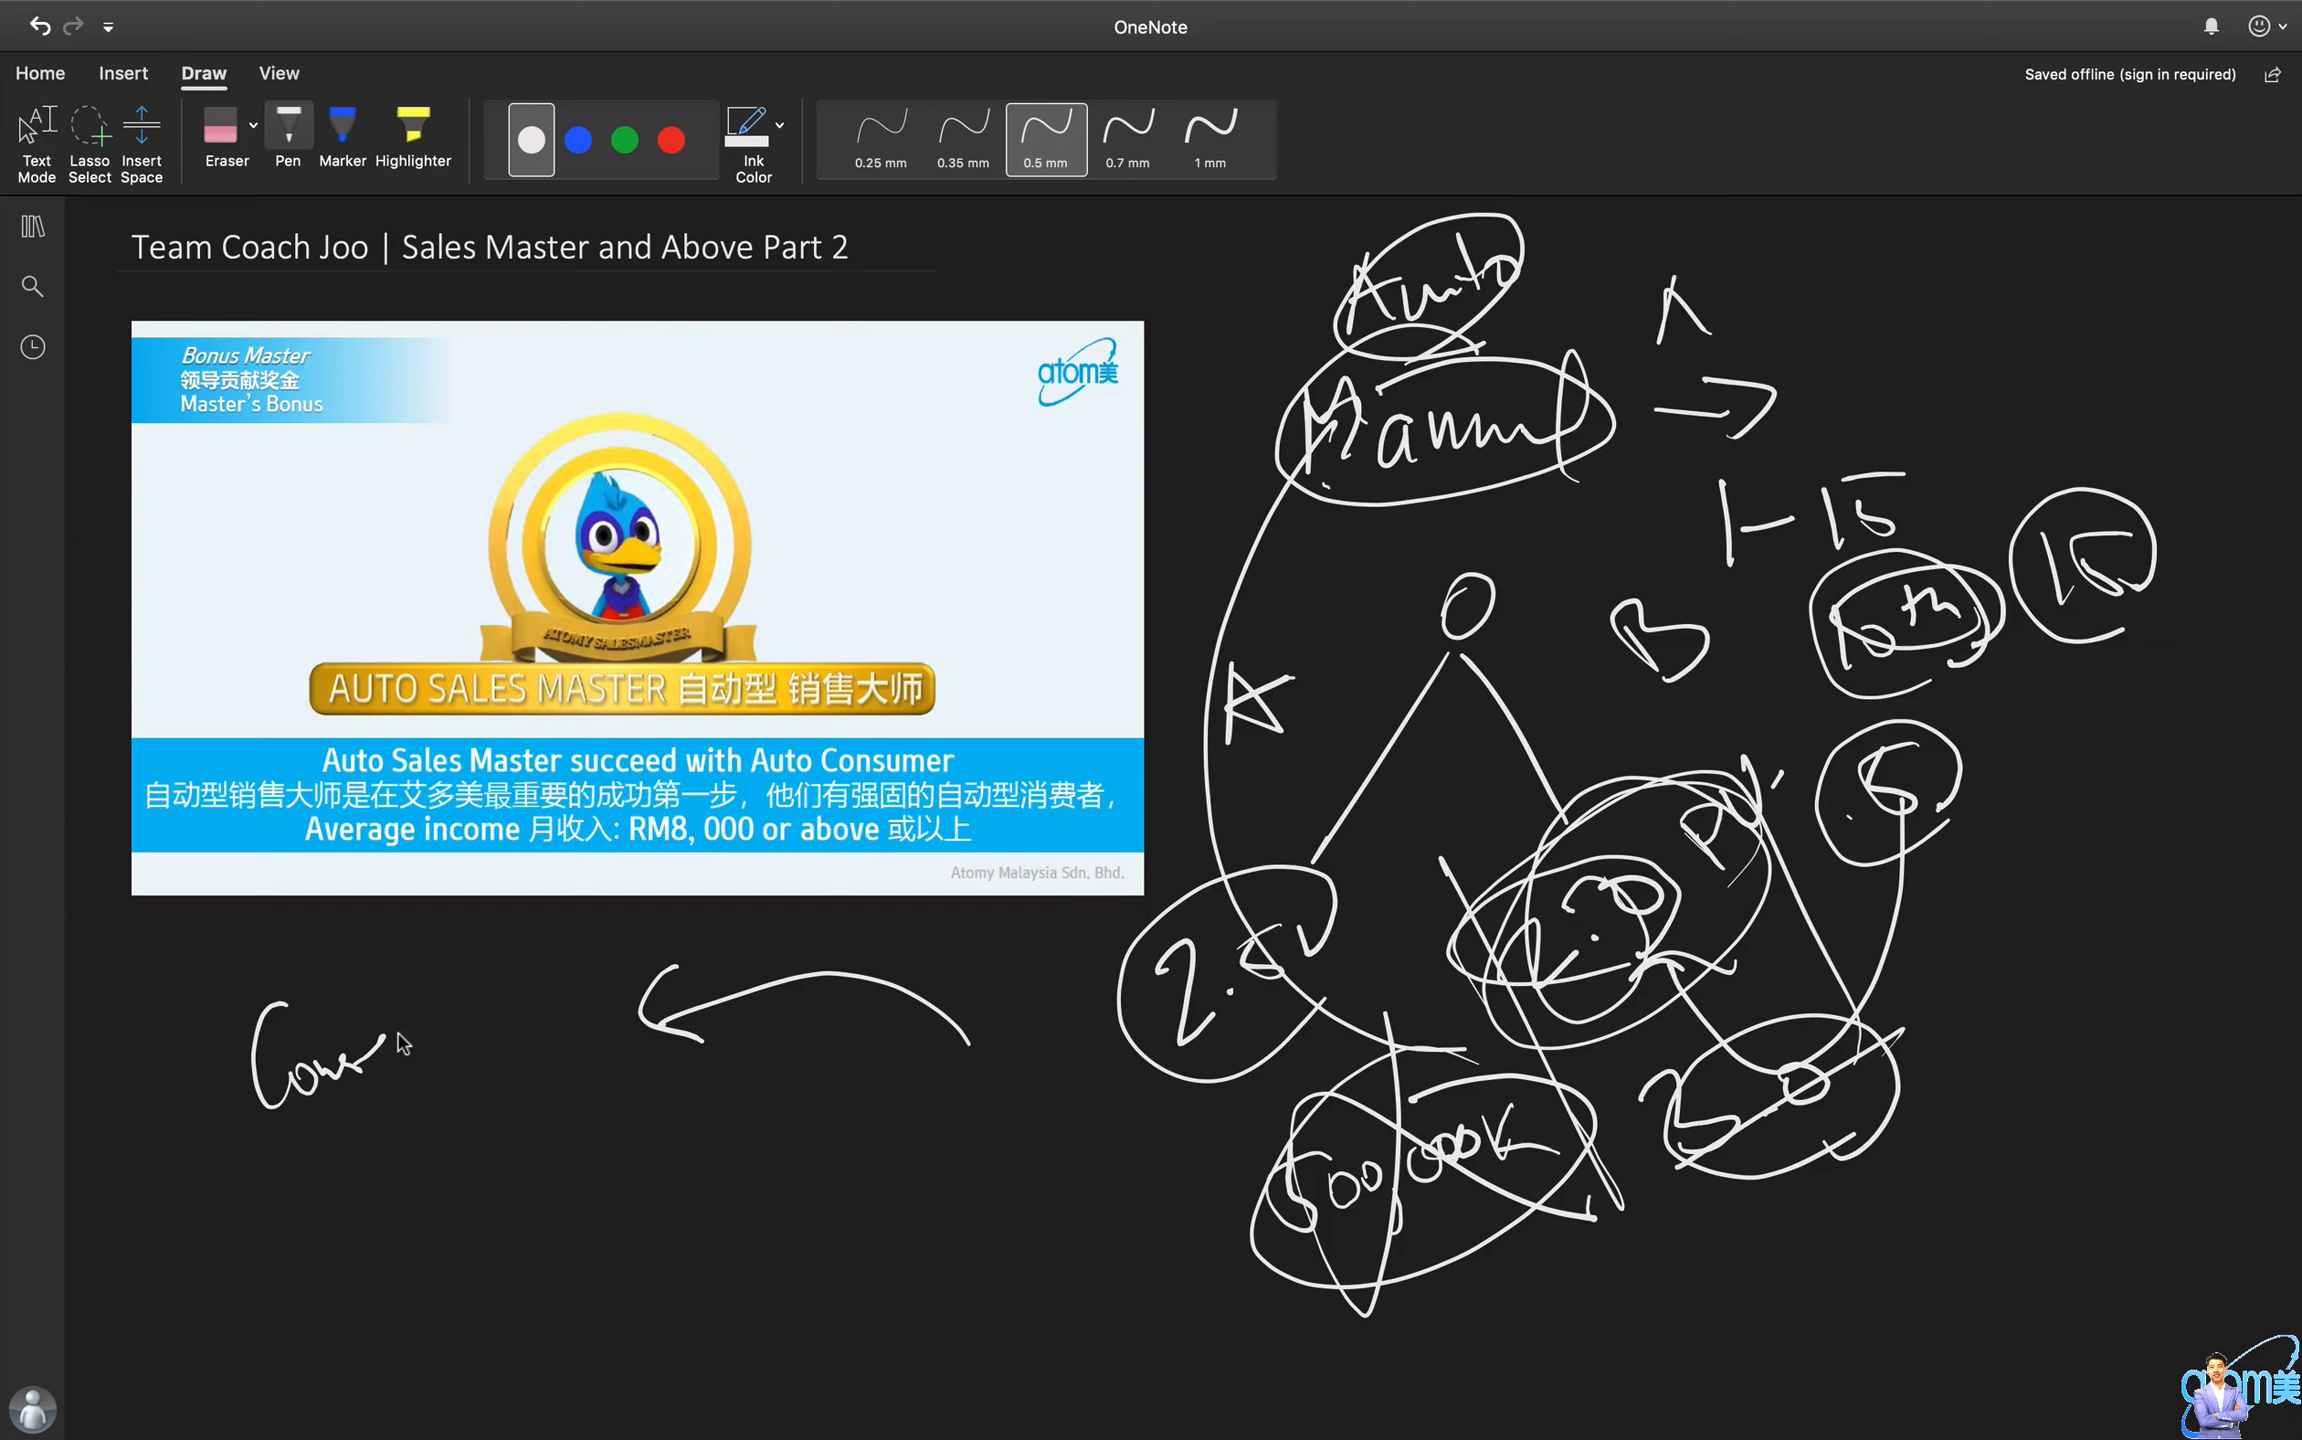 OneNote
Home Insert Draw View
Saved offline (sign in required)
Text Mode
Lasso Select
Insert Space
Eraser
Pen
Marker
Highlighter
Ink Color
0.25 mm
0.35 mm
0.5 mm
0.7 mm
1 mm
Team Coach Joo | Sales Master and Above Part 2
Bonus Master
领导贡献奖金
Master's Bonus
atom美
ATOMY SALESMASTER
AUTO SALES MASTER 自动型 销售大师
Auto Sales Master succeed with Auto Consumer
自动型销售大师是在艾多美最重要的成功第一步，他们有强固的自动型消费者，
Average income 月收入: RM8, 000 or above 或以上
Atomy Malaysia Sdn. Bhd.
Auto
1-15
15
B
A
5
500,000K
atom美